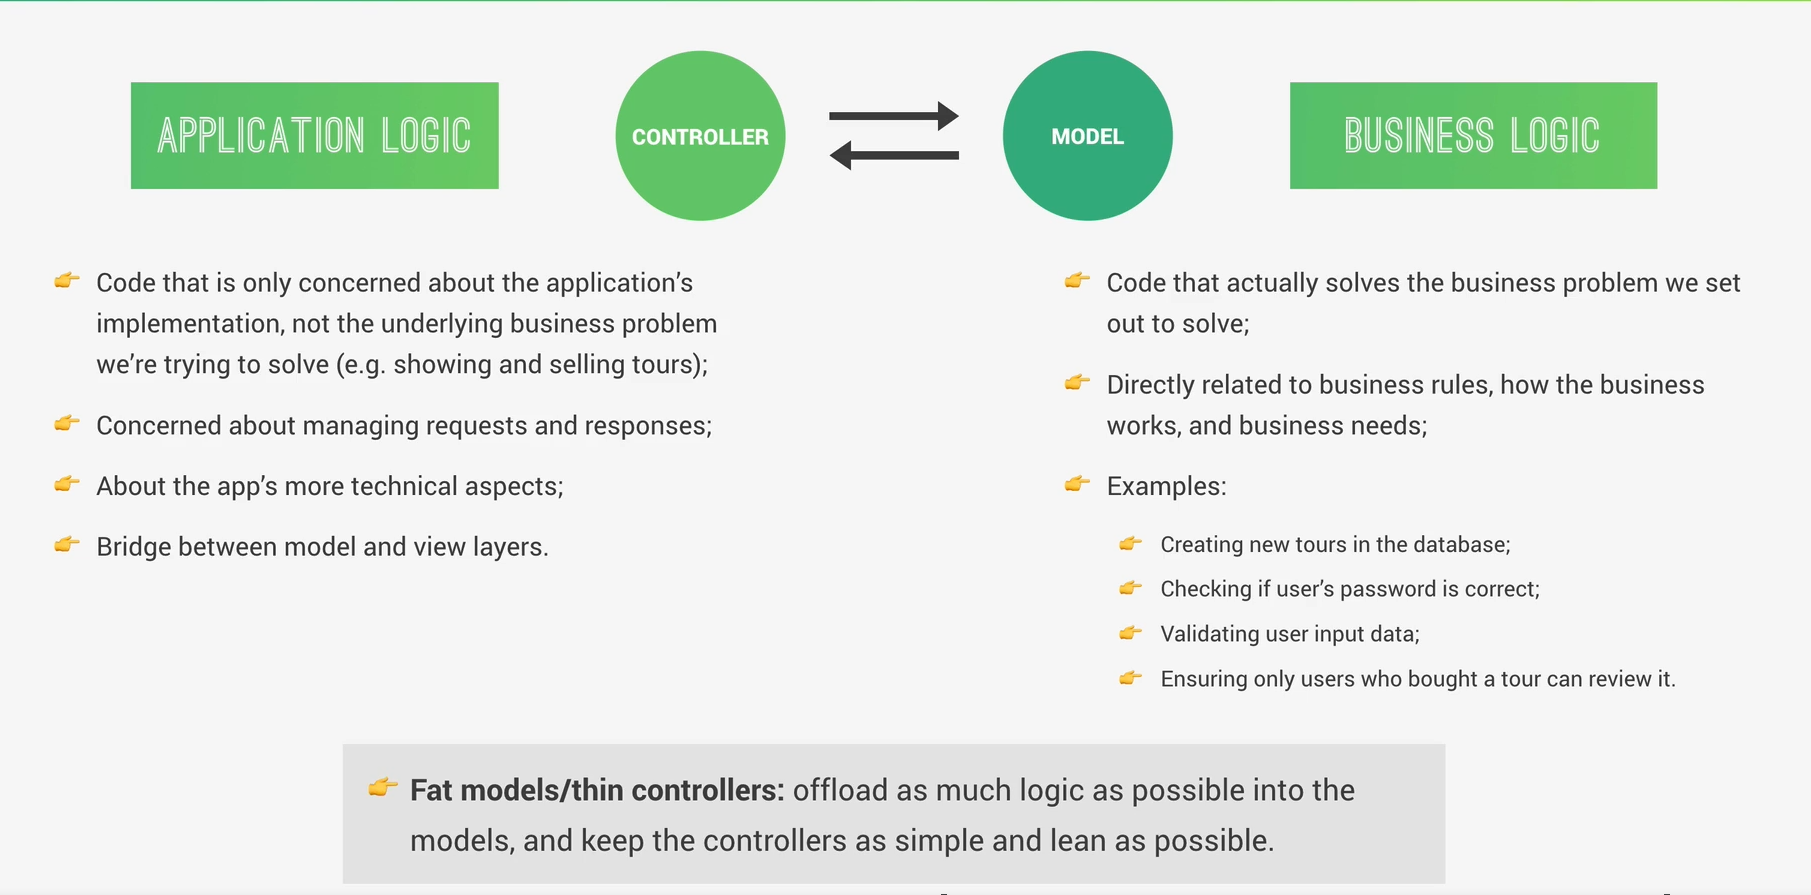 APPLICATION LOGIC
CONTROLLER
MODEL
BUSINESS LOGIC
Code that is only concerned about the application’s
implementation, not the underlying business problem
we’re trying to solve (e.g. showing and selling tours);
Concerned about managing requests and responses;
About the app’s more technical aspects;
Bridge between model and view layers.
Code that actually solves the business problem we set
out to solve;
Directly related to business rules, how the business
works, and business needs;
Examples:
Creating new tours in the database;
Checking if user’s password is correct;
Validating user input data;
Ensuring only users who bought a tour can review it.
Fat models/thin controllers: offload as much logic as possible into the
models, and keep the controllers as simple and lean as possible.